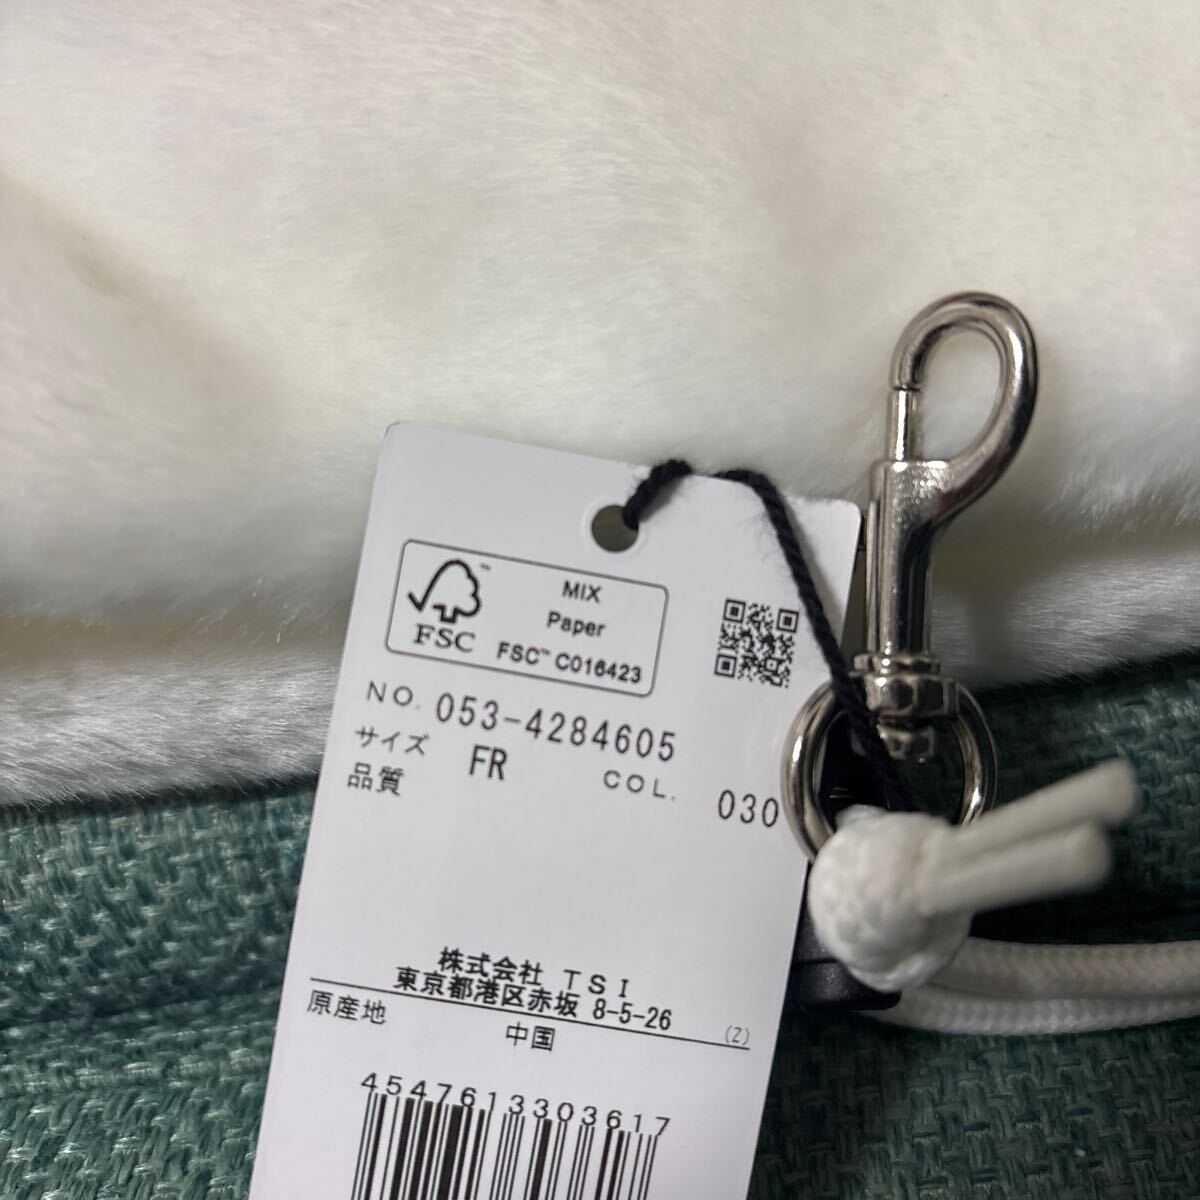 FSC™
MIX
Paper
FSC™ C016423
NO. 053-4284605
サイズ FR COL. 030
品質
株式会社 TSI
東京都港区赤坂 8-5-26
(Z)
原産地 中国
4547613303617